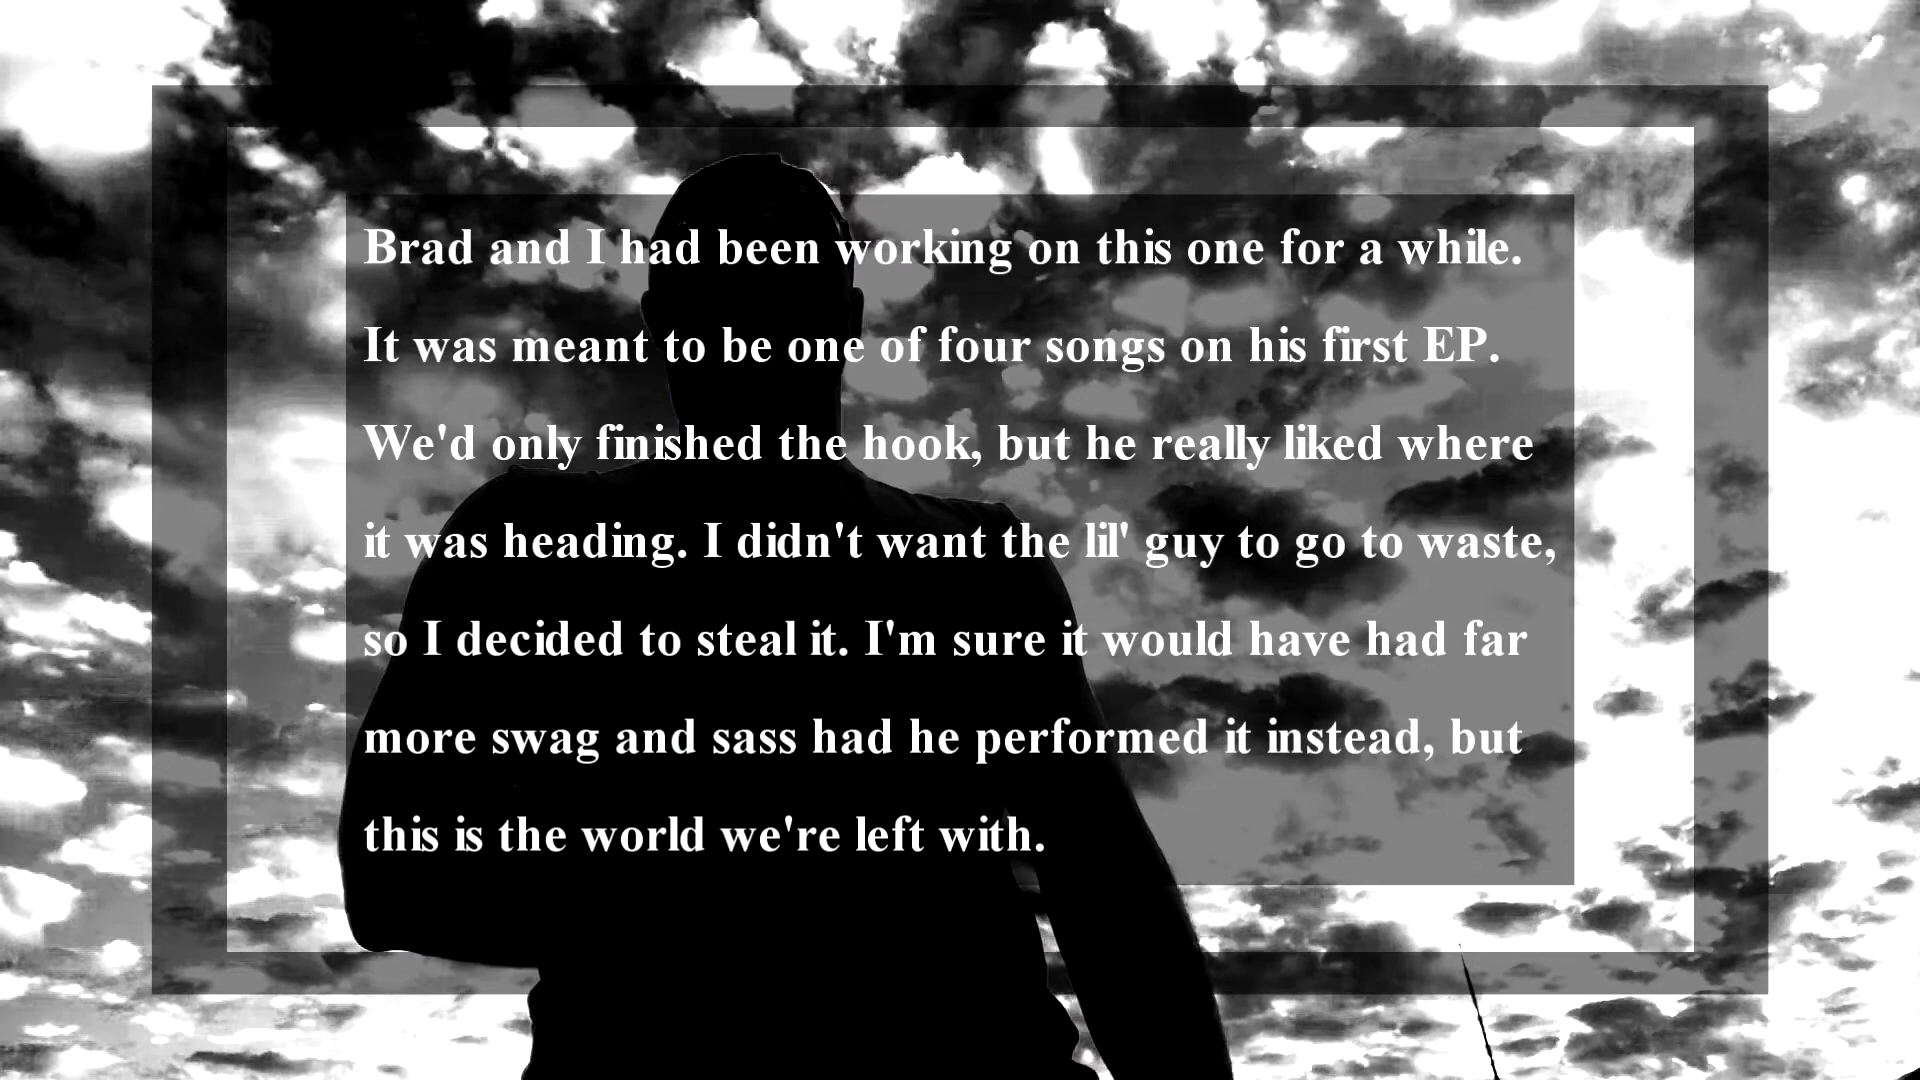 Brad and I had been working on this one for a while.
It was meant to be one of four songs on his first EP.
We'd only finished the hook, but he really liked where
it was heading. I didn't want the lil' guy to go to waste,
so I decided to steal it. I'm sure it would have had far
more swag and sass had he performed it instead, but
this is the world we're left with.